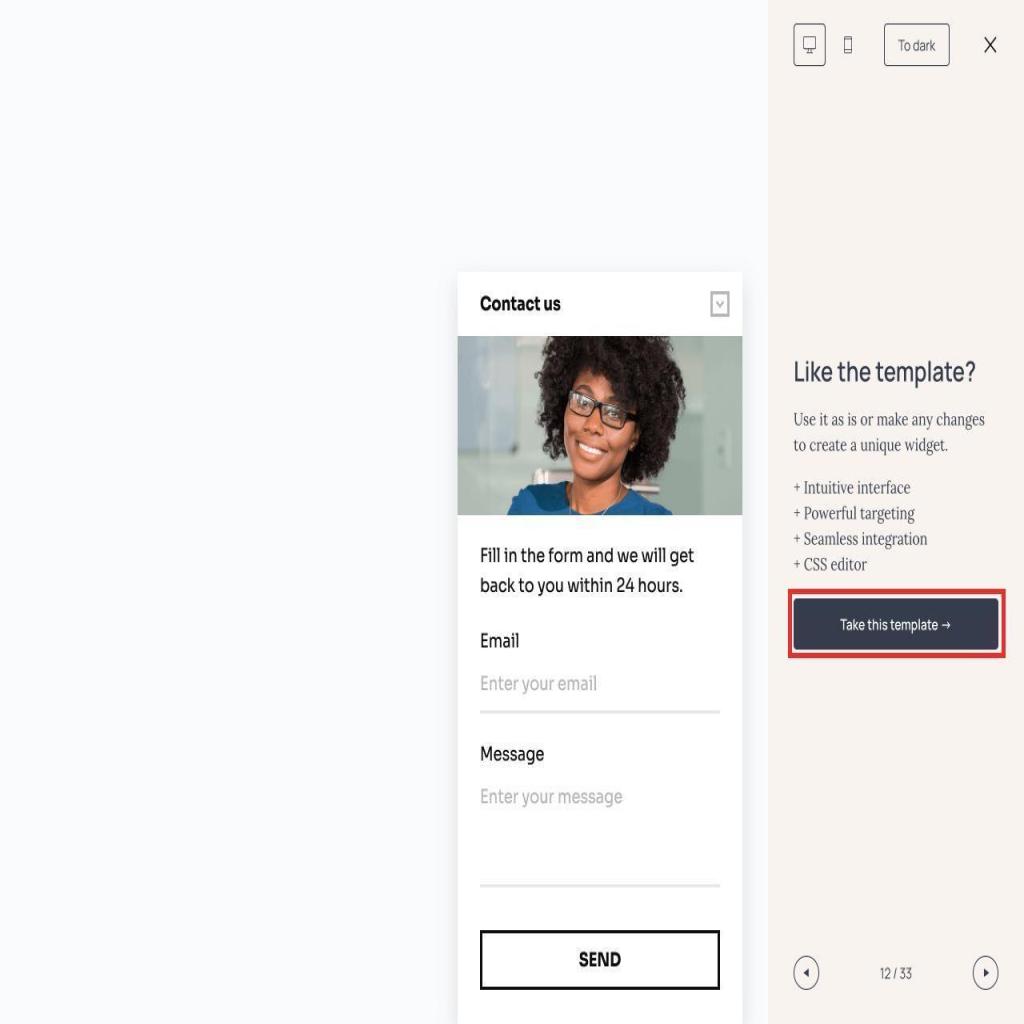 To dark
Contact us
Fill in the form and we will get
back to you within 24 hours.
Email
Enter your email
Message
Enter your message
SEND
Like the template?
Use it as is or make any changes
to create a unique widget.
+ Intuitive interface
+ Powerful targeting
+ Seamless integration
+ CSS editor
Take this template →
12 / 33